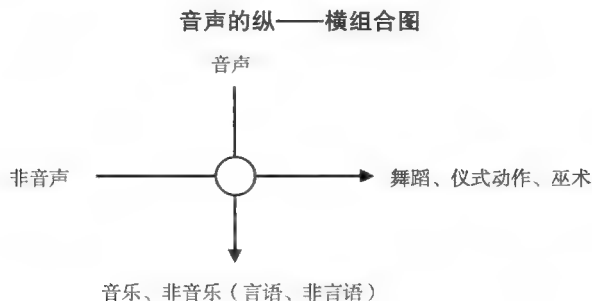 音声的纵——横组合图
音声
非音声
舞蹈、仪式动作、巫术
音乐、非音乐(言语、非言语)